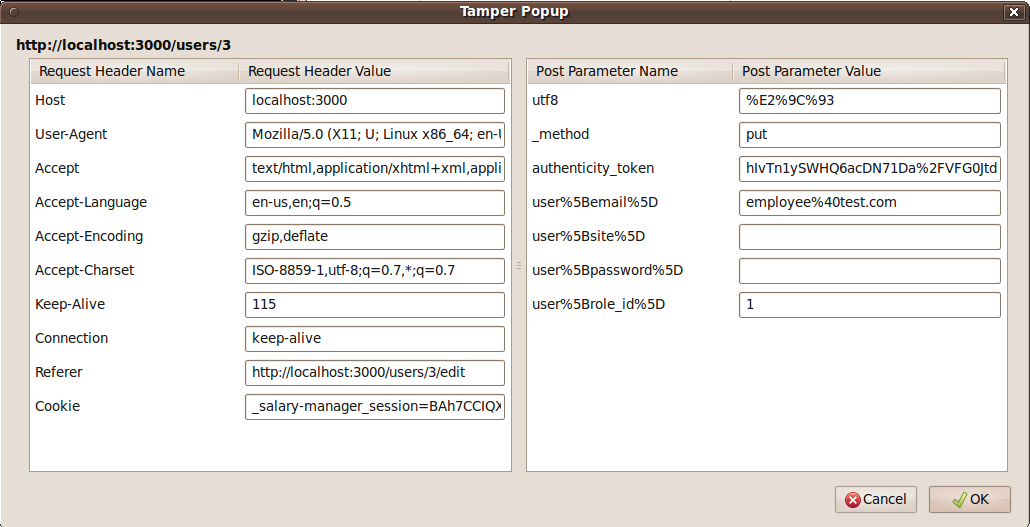 Tamper Popup
http://localhost:3000/users/3
Request Header Name Request Header Value
Host localhost:3000
User-Agent Mozilla/5.0 (X11; U; Linux x86_64; en-U
Accept text/html,application/xhtml+xml,appli
Accept-Language en-us,en;q=0.5
Accept-Encoding gzip,deflate
Accept-Charset ISO-8859-1,utf-8;q=0.7,*;q=0.7
Keep-Alive 115
Connection keep-alive
Referer http://localhost:3000/users/3/edit
Cookie _salary-manager_session=BAh7CCIQX
Post Parameter Name Post Parameter Value
utf8 %E2%9C%93
_method put
authenticity_token hIvTn1ySWHQ6acDN71Da%2FVFG0Jtd
user%5Bemail%5D employee%40test.com
user%5Bsite%5D
user%5Bpassword%5D
user%5Brole_id%5D 1
Cancel OK